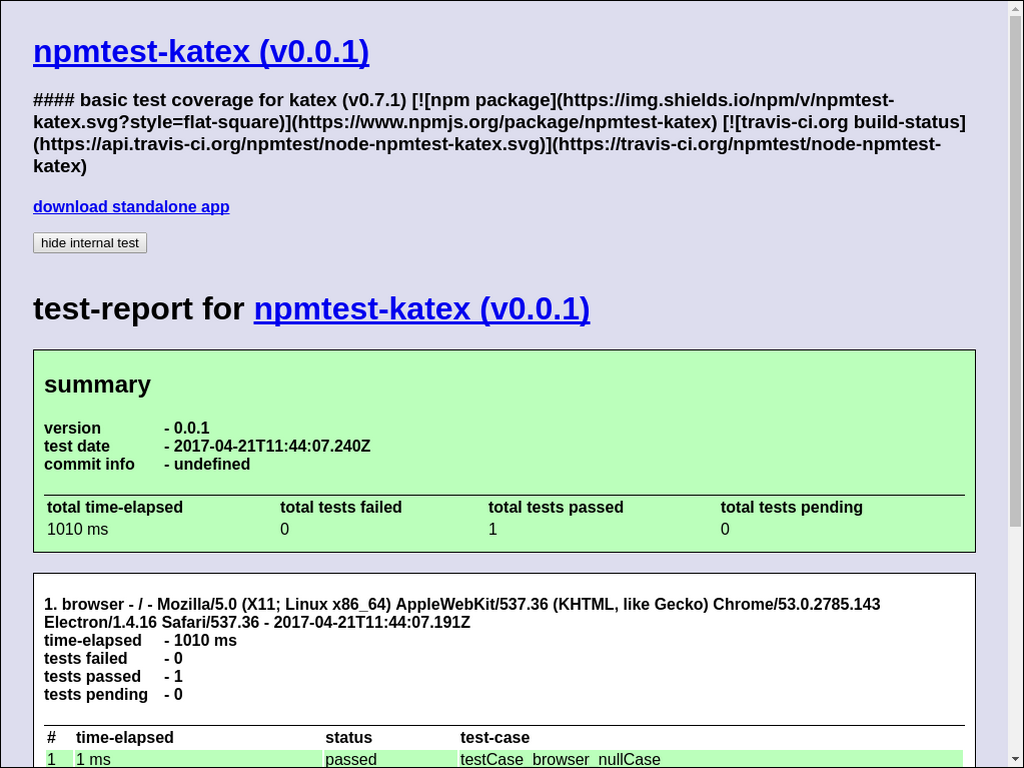 npmtest-katex (v0.0.1)
#### basic test coverage for katex (v0.7.1) [![npm package](https://img.shields.io/npm/v/npmtest-
katex.svg?style=flat-square)](https://www.npmjs.org/package/npmtest-katex) [![travis-ci.org build-status]
(https://api.travis-ci.org/npmtest/node-npmtest-katex.svg)](https://travis-ci.org/npmtest/node-npmtest-
katex)
download standalone app
hide internal test
test-report for npmtest-katex (v0.0.1)
summary
version - 0.0.1
test date - 2017-04-21T11:44:07.240Z
commit info - undefined
total time-elapsed total tests failed total tests passed total tests pending
1010 ms 0 1 0
1. browser - / - Mozilla/5.0 (X11; Linux x86_64) AppleWebKit/537.36 (KHTML, like Gecko) Chrome/53.0.2785.143
Electron/1.4.16 Safari/537.36 - 2017-04-21T11:44:07.191Z
time-elapsed - 1010 ms
tests failed - 0
tests passed - 1
tests pending - 0
# time-elapsed status test-case
1 1 ms passed testCase_browser_nullCase